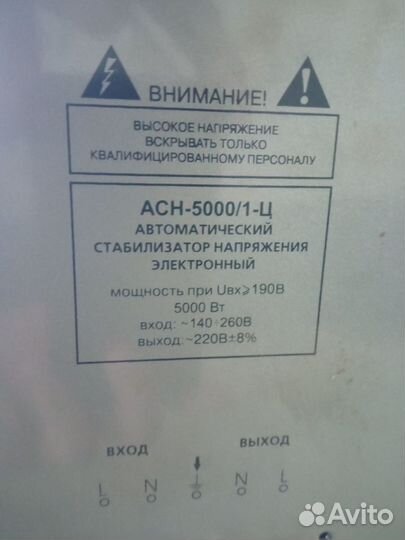 ВНИМАНИЕ!
ВЫСОКОЕ НАПРЯЖЕНИЕ
ВСКРЫВАТЬ ТОЛЬКО
КВАЛИФИЦИРОВАННОМУ ПЕРСОНАЛУ
АСН-5000/1-Ц
АВТОМАТИЧЕСКИЙ
СТАБИЛИЗАТОР НАПРЯЖЕНИЯ
ЭЛЕКТРОННЫЙ
мощность при Uвх⩾190В
5000 Вт
вход: ~140÷260В
выход:~220В±8%
ВХОД ВЫХОД
L N N L
Avito